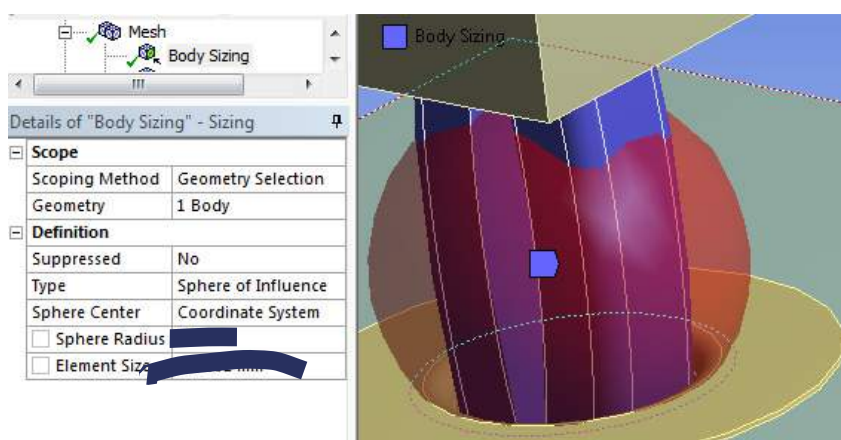 Mesh
Body Sizing
Body Sizing
Details of "Body Sizing" - Sizing
Scope
Scoping Method Geometry Selection
Geometry 1 Body
Definition
Suppressed No
Type Sphere of Influence
Sphere Center Coordinate System
Sphere Radius
Element Size